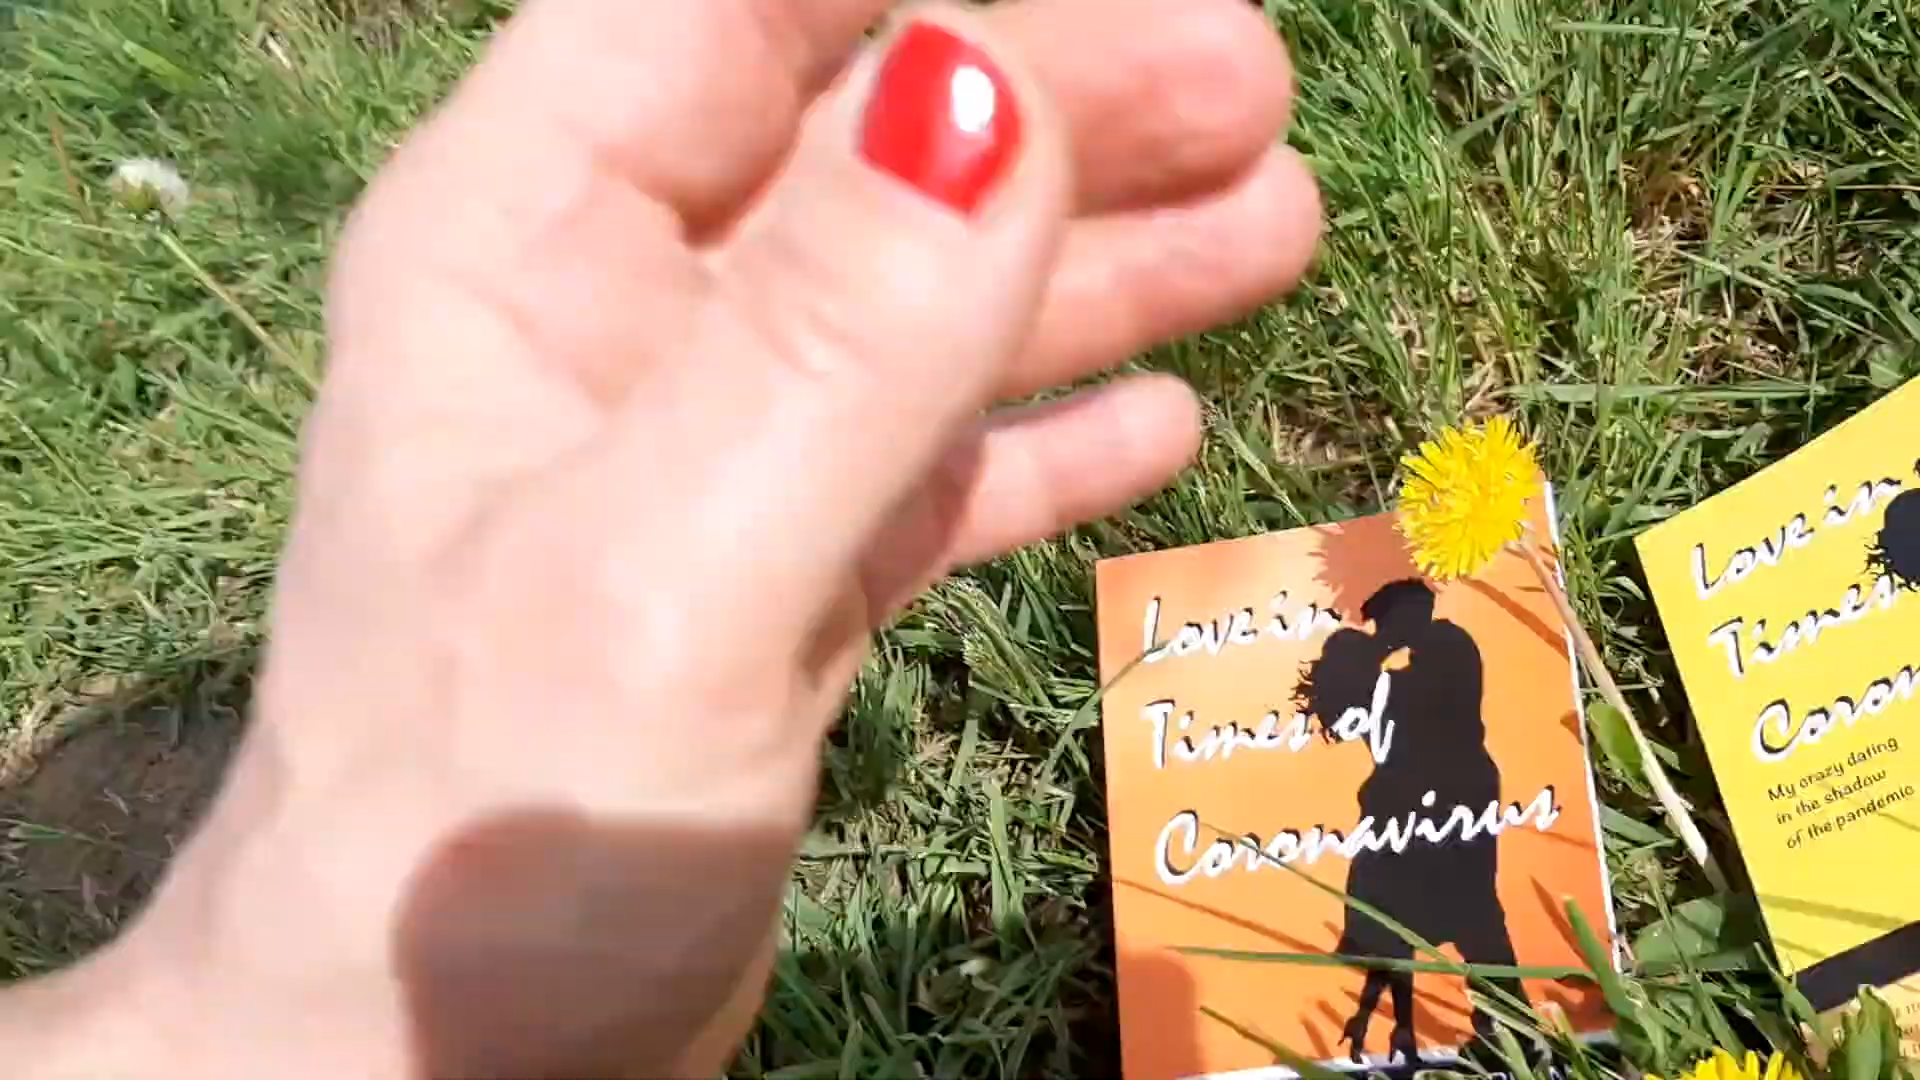 Love in
Times of
Coronavirus
Love in
Times
Coron
My crazy dating
in the shadow
of the pandemic